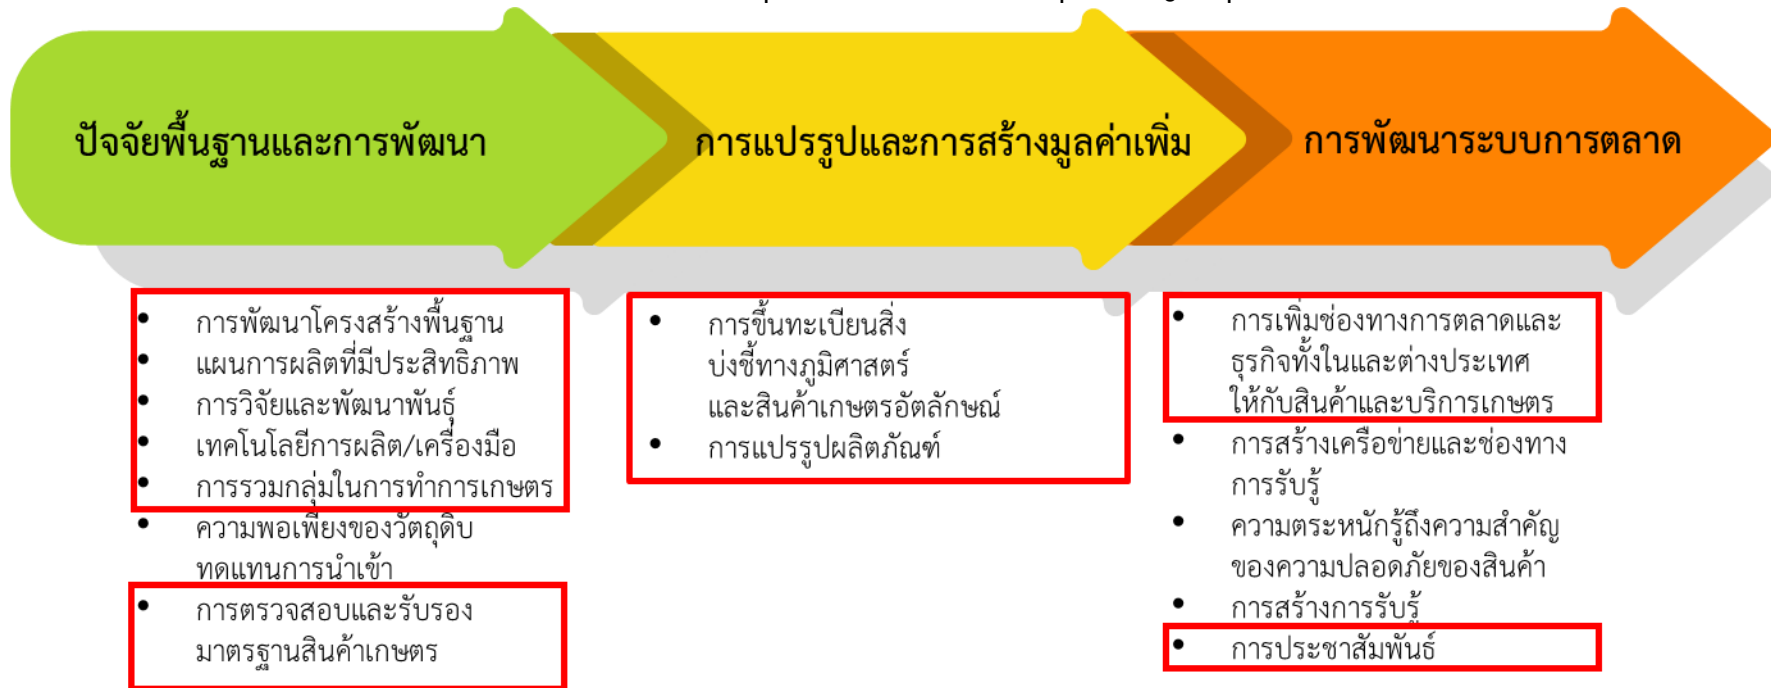 ปัจจัยพื้นฐานและการพัฒนา
การแปรรูปและการสร้างมูลค่าเพิ่ม
การพัฒนาระบบการตลาด
• การพัฒนาโครงสร้างพื้นฐาน
• แผนการผลิตที่มีประสิทธิภาพ
• การวิจัยและพัฒนาพันธุ์
• เทคโนโลยีการผลิต/เครื่องมือ
• การรวมกลุ่มในการทำการเกษตร
• ความพอเพียงของวัตถุดิบ
ทดแทนการนำเข้า
• การตรวจสอบและรับรอง
มาตรฐานสินค้าเกษตร
• การขึ้นทะเบียนสิ่ง
บ่งชี้ทางภูมิศาสตร์
และสินค้าเกษตรอัตลักษณ์
• การแปรรูปผลิตภัณฑ์
• การเพิ่มช่องทางการตลาดและ
ธุรกิจทั้งในและต่างประเทศ
ให้กับสินค้าและบริการเกษตร
• การสร้างเครือข่ายและช่องทาง
การรับรู้
• ความตระหนักรู้ถึงความสำคัญ
ของความปลอดภัยของสินค้า
• การสร้างการรับรู้
• การประชาสัมพันธ์